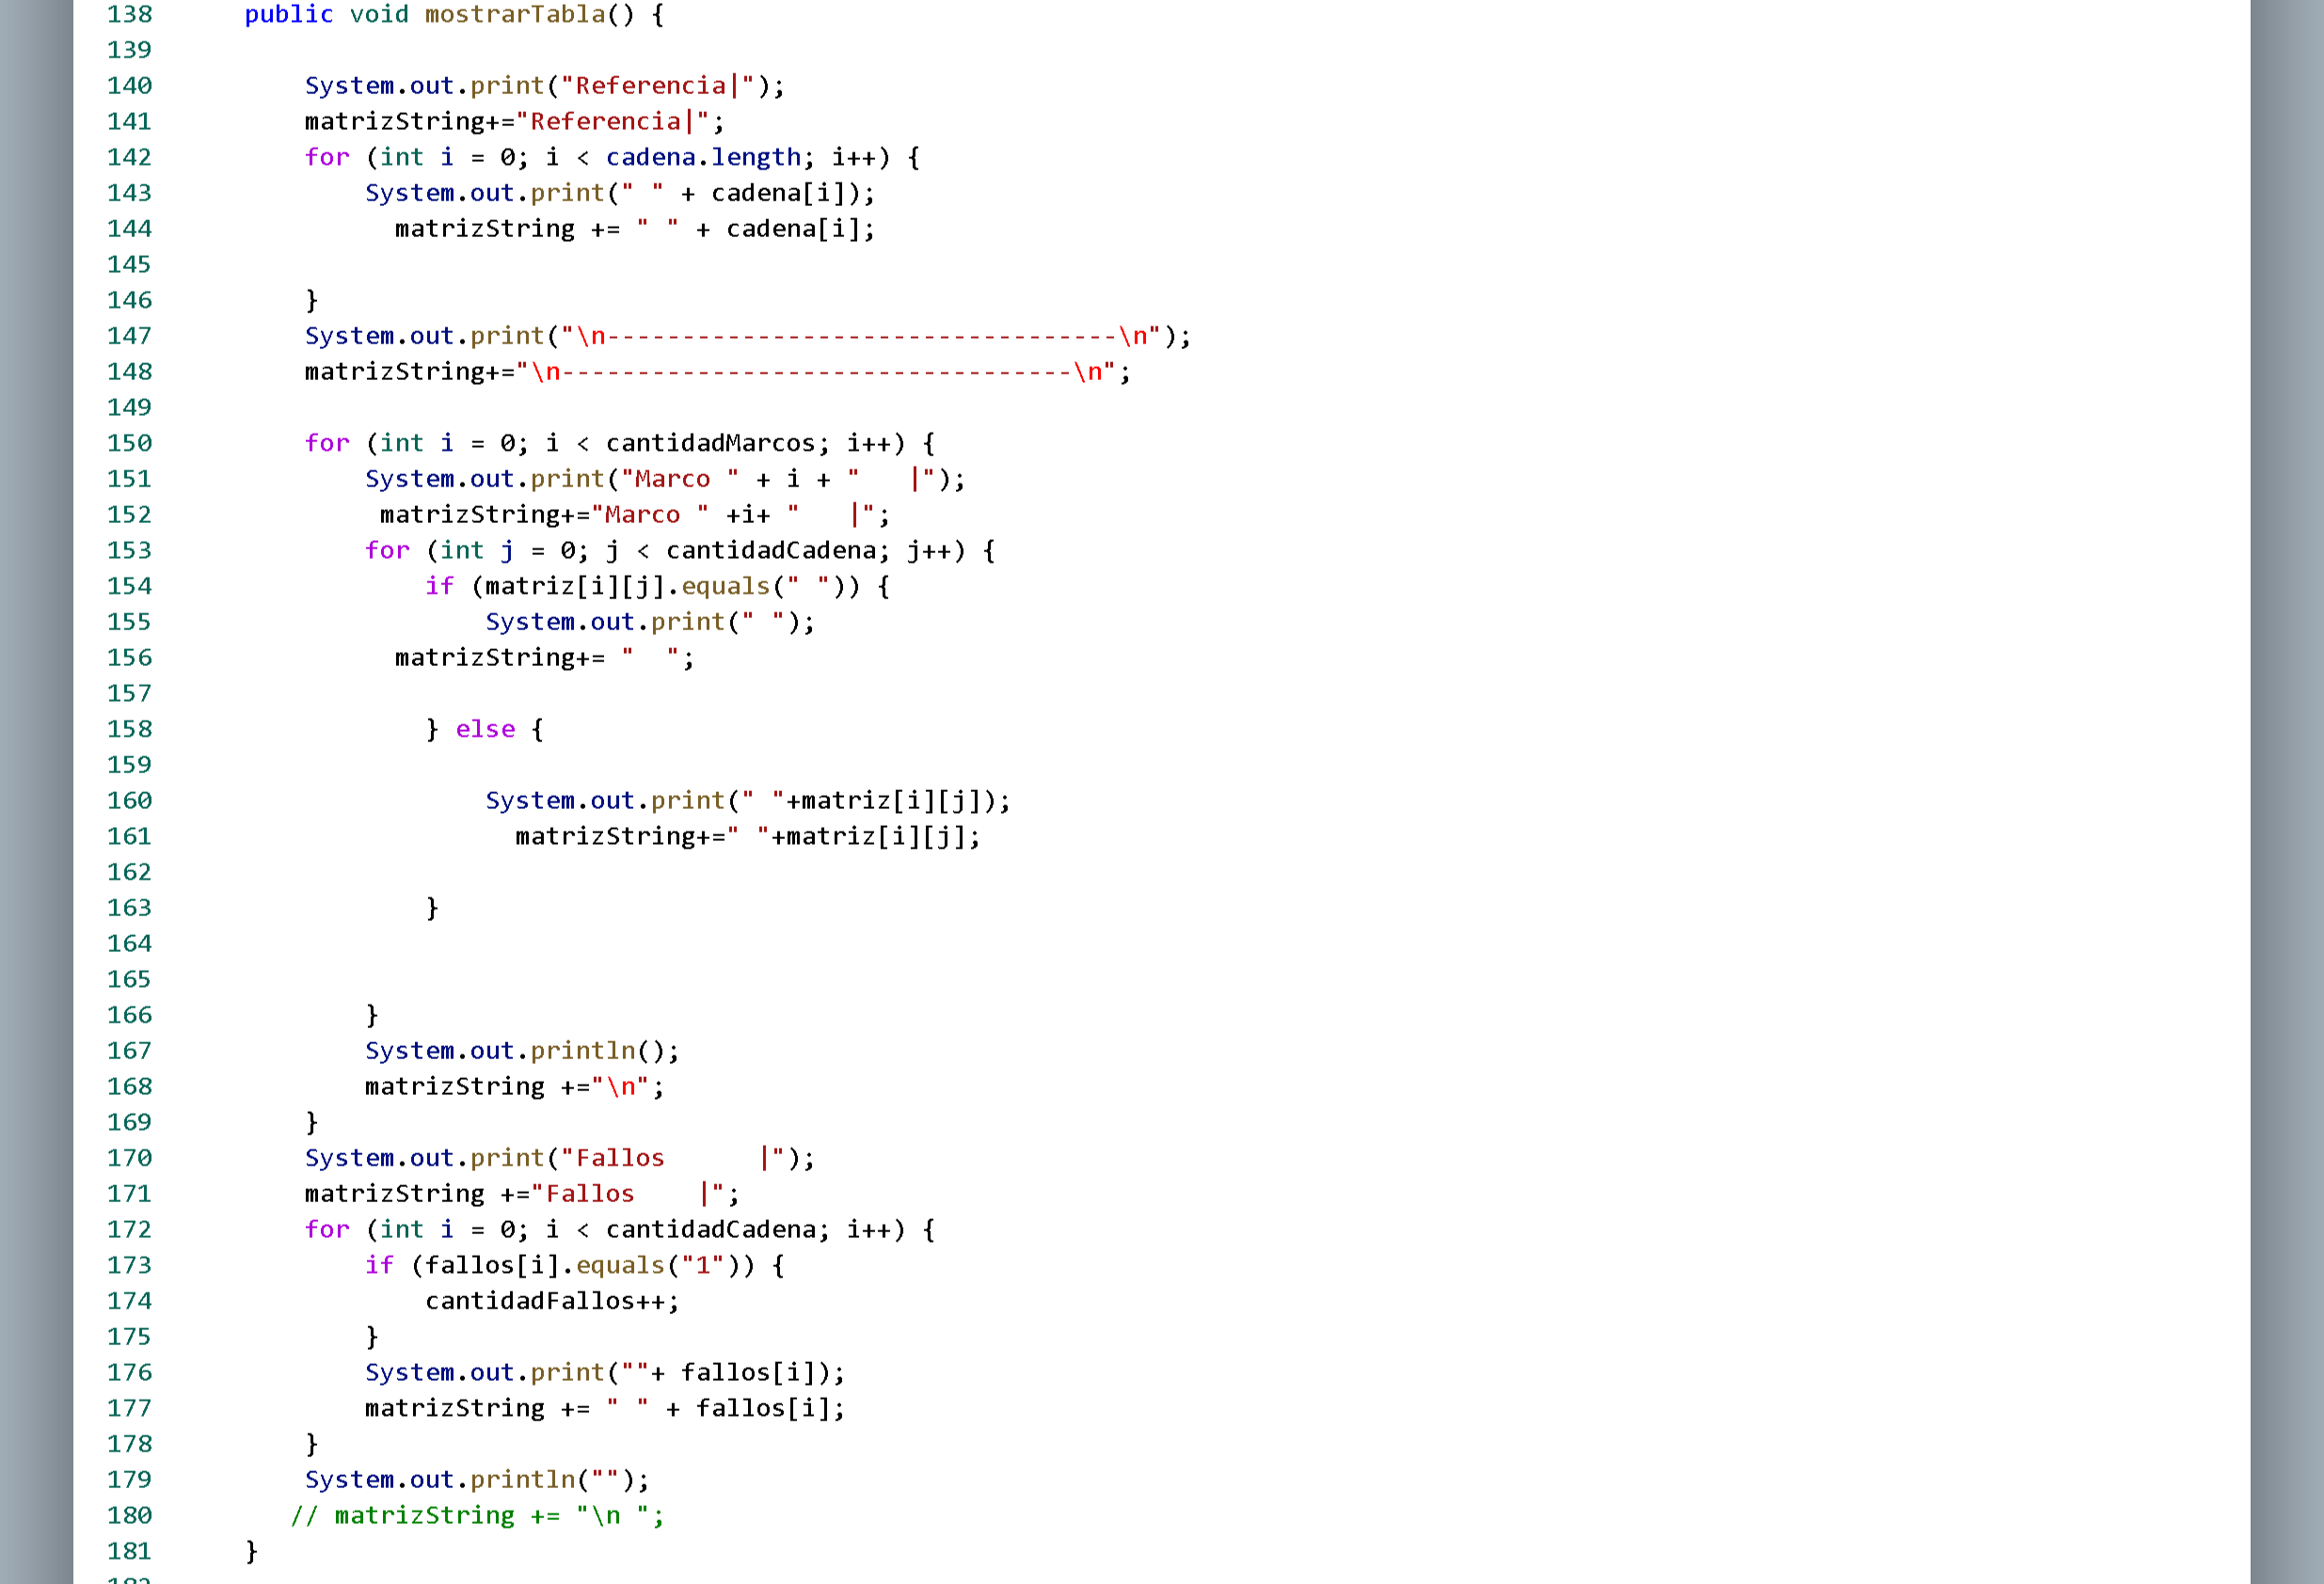 138 public void mostrarTabla() {
139
140 System.out.print("Referencia|");
141 matrizString+="Referencia|";
142 for (int i = 0; i < cadena.length; i++) {
143 System.out.print(" " + cadena[i]);
144 matrizString += " " + cadena[i];
145
146 }
147 System.out.print("\n----------------------------------\n");
148 matrizString+="\n----------------------------------\n";
149
150 for (int i = 0; i < cantidadMarcos; i++) {
151 System.out.print("Marco " + i + "   |");
152 matrizString+="Marco " +i+ "   |";
153 for (int j = 0; j < cantidadCadena; j++) {
154 if (matriz[i][j].equals(" ")) {
155 System.out.print(" ");
156 matrizString+= "  ";
157
158 } else {
159
160 System.out.print(" "+matriz[i][j]);
161 matrizString+=" "+matriz[i][j];
162
163 }
164
165
166 }
167 System.out.println();
168 matrizString +="\n";
169 }
170 System.out.print("Fallos      |");
171 matrizString +="Fallos    |";
172 for (int i = 0; i < cantidadCadena; i++) {
173 if (fallos[i].equals("1")) {
174 cantidadFallos++;
175 }
176 System.out.print(""+ fallos[i]);
177 matrizString += " " + fallos[i];
178 }
179 System.out.println("");
180 // matrizString += "\n ";
181 }